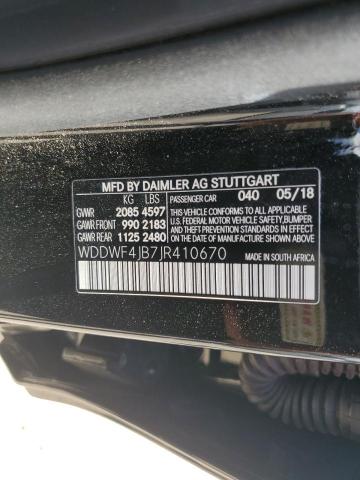 MFD BY DAIMLER AG STUTTGART
KG LBS PASSENGER CAR 040 05/18
GVWR 2085 4597
GAWR FRONT 990 2183
GAWR REAR 1125 2480
THIS VEHICLE CONFORMS TO ALL APPLICABLE
U.S. FEDERAL MOTOR VEHICLE SAFETY, BUMPER
AND THEFT PREVENTION STANDARDS IN EFFECT
ON THE DATE OF MANUFACTURE SHOWN ABOVE.
WDDWF4JB7JR410670
MADE IN SOUTH AFRICA